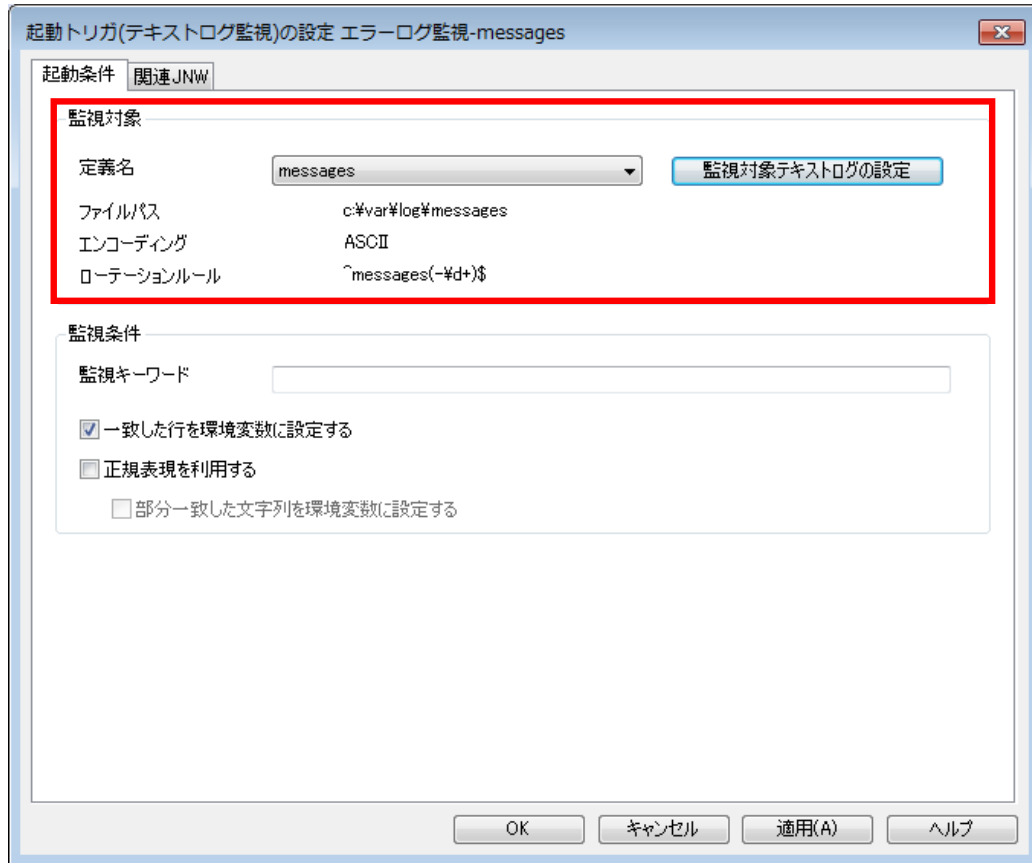 起動トリガ(テキストログ監視)の設定 エラーログ監視-messages
起動条件 関連JNW
監視対象
定義名 messages 監視対象テキストログの設定
ファイルパス c:¥var¥log¥messages
エンコーディング ASCII
ローテーションルール ^messages(-¥d+)$
監視条件
監視キーワード
一致した行を環境変数に設定する
正規表現を利用する
部分一致した文字列を環境変数に設定する
OK キャンセル 適用(A) ヘルプ